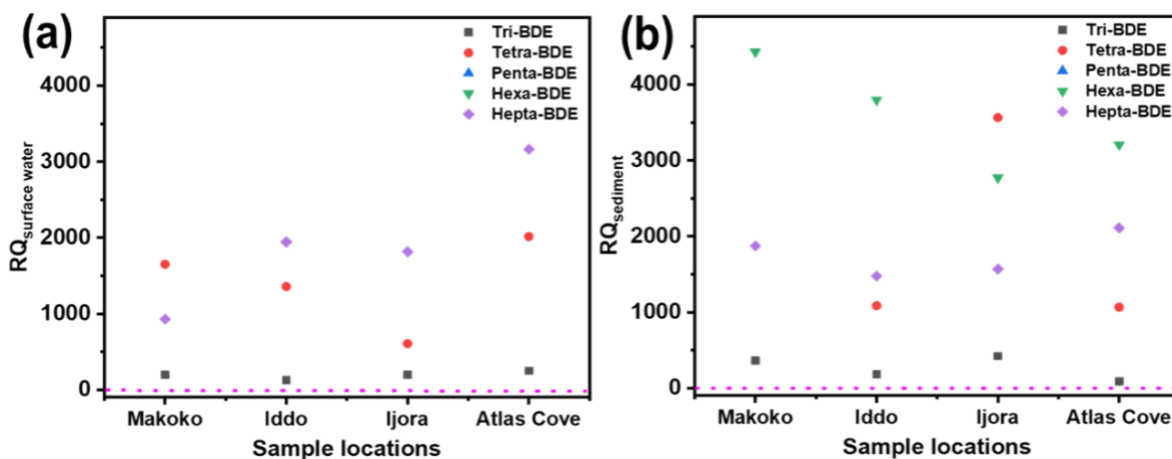 (a)
Tri-BDE
Tetra-BDE
Penta-BDE
Hexa-BDE
Hepta-BDE
4000
3000
2000
1000
0
RQsurface water
Makoko Iddo Ijora Atlas Cove
Sample locations
(b)
Tri-BDE
Tetra-BDE
Penta-BDE
Hexa-BDE
Hepta-BDE
4000
3000
2000
1000
0
RQsediment
Makoko Iddo Ijora Atlas Cove
Sample locations